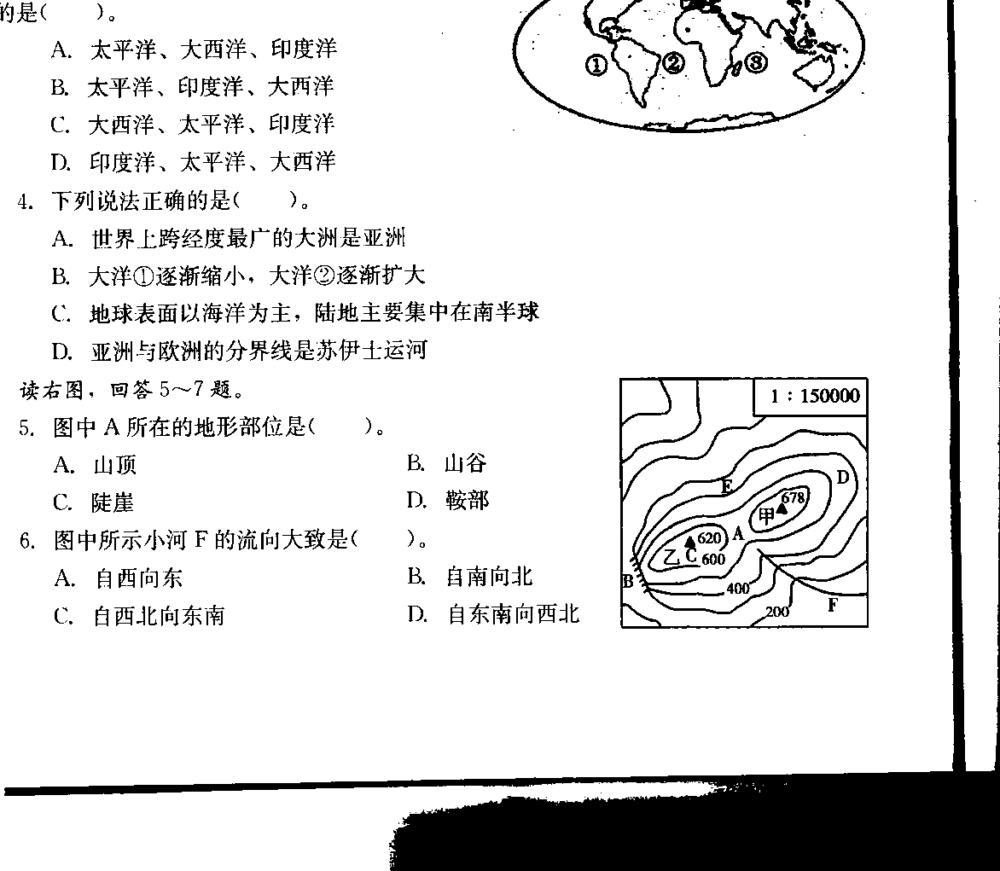 的是(　　)。
A. 太平洋、大西洋、印度洋
B. 太平洋、印度洋、大西洋
C. 大西洋、太平洋、印度洋
D. 印度洋、太平洋、大西洋
① ② ③
4. 下列说法正确的是(　　)。
A. 世界上跨经度最广的大洲是亚洲
B. 大洋①逐渐缩小，大洋②逐渐扩大
C. 地球表面以海洋为主，陆地主要集中在南半球
D. 亚洲与欧洲的分界线是苏伊士运河
读右图，回答 5～7 题。
5. 图中 A 所在的地形部位是(　　)。
A. 山顶 B. 山谷
C. 陡崖 D. 鞍部
6. 图中所示小河 F 的流向大致是(　　)。
A. 自西向东 B. 自南向北
C. 自西北向东南 D. 自东南向西北
1：150000
E D
甲 678
620 A
乙 C 600
B 400
200 F